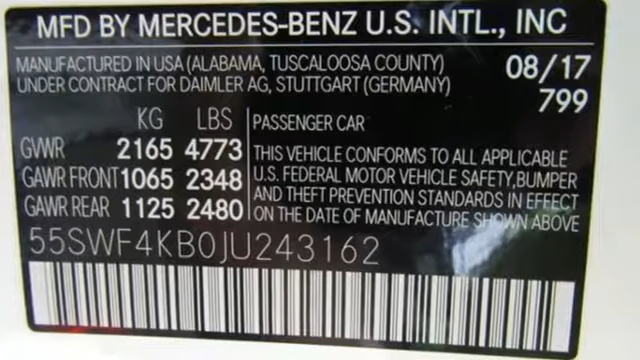 MFD BY MERCEDES-BENZ U.S. INTL., INC
MANUFACTURED IN USA (ALABAMA, TUSCALOOSA COUNTY)
UNDER CONTRACT FOR DAIMLER AG, STUTTGART (GERMANY)
08/17
799
KG LBS
GVWR 2165 4773
GAWR FRONT 1065 2348
GAWR REAR 1125 2480
PASSENGER CAR
THIS VEHICLE CONFORMS TO ALL APPLICABLE
U.S. FEDERAL MOTOR VEHICLE SAFETY,BUMPER
AND THEFT PREVENTION STANDARDS IN EFFECT
ON THE DATE OF MANUFACTURE SHOWN ABOVE
55SWF4KB0JU243162